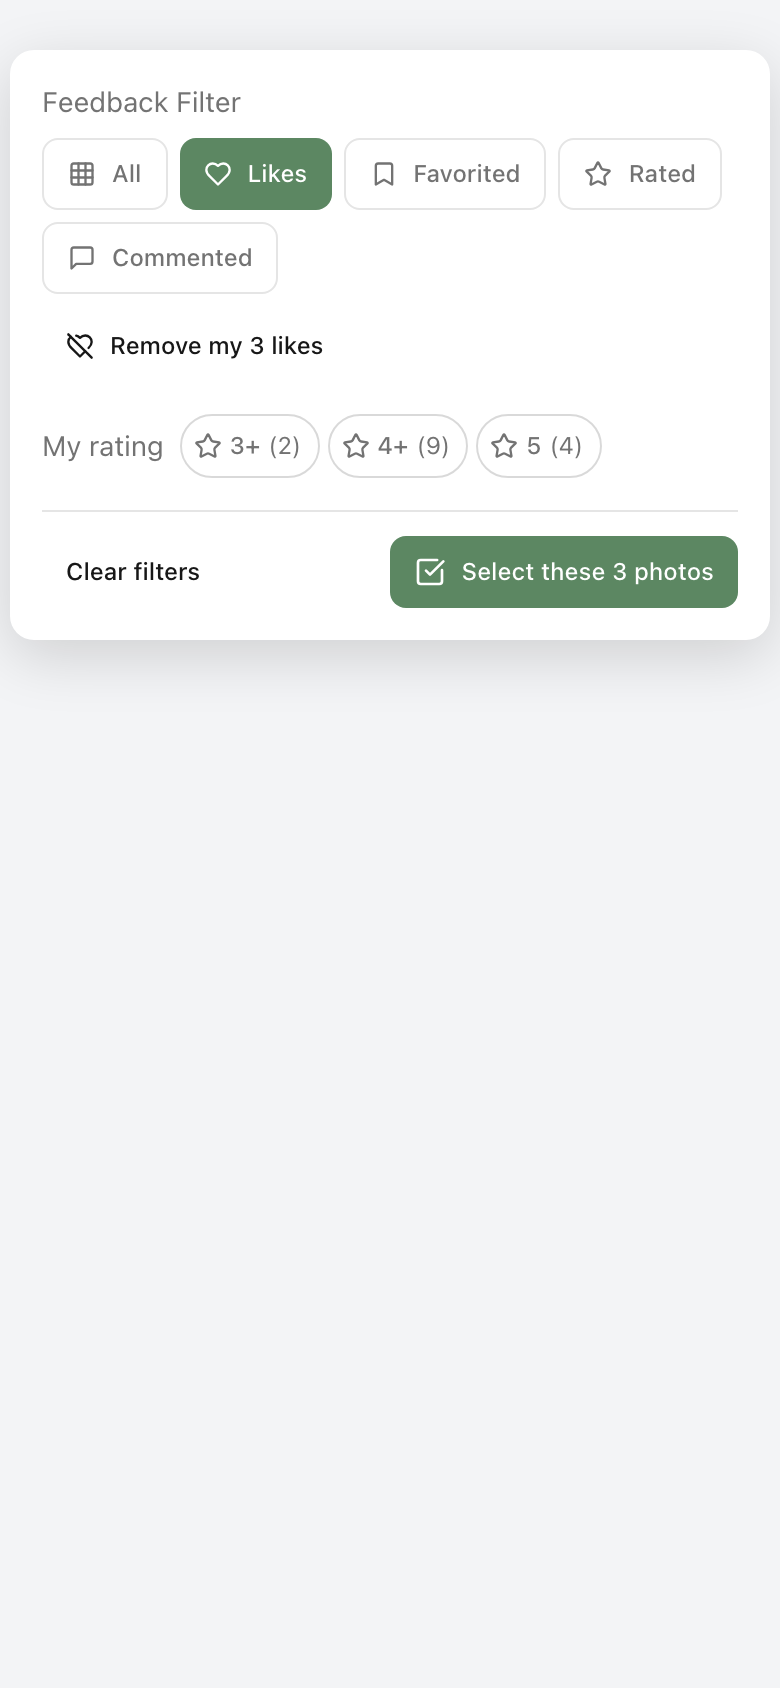 Feedback Filter
All Likes Favorited Rated
Commented
Remove my 3 likes
My rating 3+ (2) 4+ (9) 5 (4)
Clear filters Select these 3 photos